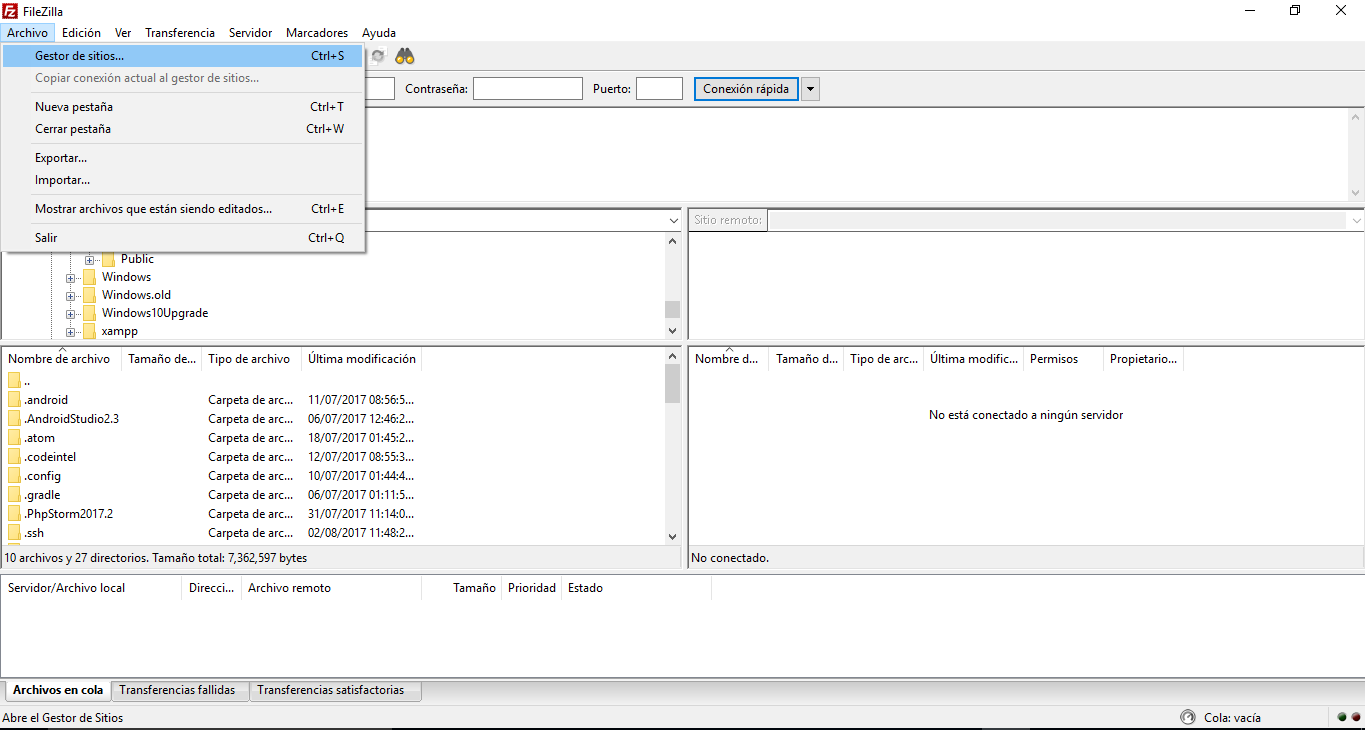 FileZilla
Archivo Edición Ver Transferencia Servidor Marcadores Ayuda
Gestor de sitios... Ctrl+S
Copiar conexión actual al gestor de sitios...
Nueva pestaña Ctrl+T
Cerrar pestaña Ctrl+W
Exportar...
Importar...
Mostrar archivos que están siendo editados... Ctrl+E
Salir Ctrl+Q
Contraseña: Puerto: Conexión rápida
Sitio remoto:
Public
Windows
Windows.old
Windows10Upgrade
xampp
Nombre de archivo Tamaño de... Tipo de archivo Última modificación
..
.android Carpeta de arc... 11/07/2017 08:56:5...
.AndroidStudio2.3 Carpeta de arc... 06/07/2017 12:46:2...
.atom Carpeta de arc... 18/07/2017 01:45:2...
.codeintel Carpeta de arc... 12/07/2017 08:55:3...
.config Carpeta de arc... 10/07/2017 01:44:4...
.gradle Carpeta de arc... 06/07/2017 01:11:5...
.PhpStorm2017.2 Carpeta de arc... 31/07/2017 11:14:0...
.ssh Carpeta de arc... 02/08/2017 11:48:2...
10 archivos y 27 directorios. Tamaño total: 7,362,597 bytes
Nombre d... Tamaño d... Tipo de arc... Última modific... Permisos Propietario...
No está conectado a ningún servidor
No conectado.
Servidor/Archivo local Direcci... Archivo remoto Tamaño Prioridad Estado
Archivos en cola Transferencias fallidas Transferencias satisfactorias
Abre el Gestor de Sitios Cola: vacía